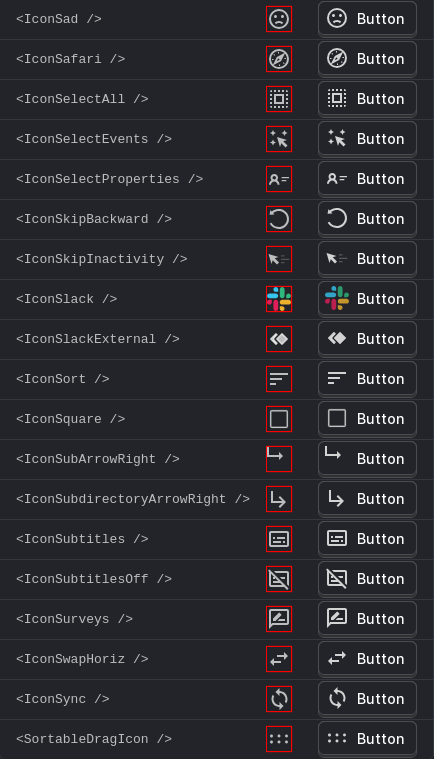 <IconSad /> Button
<IconSafari /> Button
<IconSelectAll /> Button
<IconSelectEvents /> Button
<IconSelectProperties /> Button
<IconSkipBackward /> Button
<IconSkipInactivity /> Button
<IconSlack /> Button
<IconSlackExternal /> Button
<IconSort /> Button
<IconSquare /> Button
<IconSubArrowRight /> Button
<IconSubdirectoryArrowRight /> Button
<IconSubtitles /> Button
<IconSubtitlesOff /> Button
<IconSurveys /> Button
<IconSwapHoriz /> Button
<IconSync /> Button
<SortableDragIcon /> Button